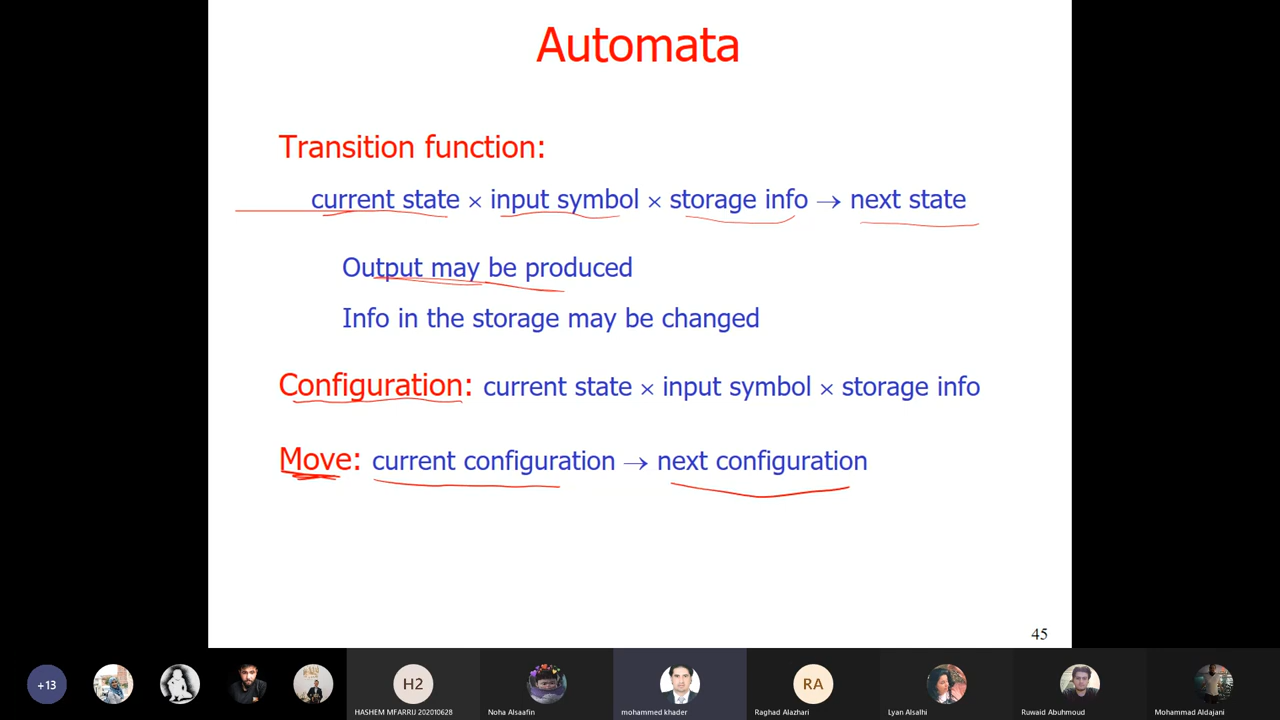 Automata
Transition function:
current state × input symbol × storage info → next state
Output may be produced
Info in the storage may be changed
Configuration: current state × input symbol × storage info
Move: current configuration → next configuration
45
+13
H2
RA
HASHEM MFARRIJ 202010628
Noha Alsaafin
mohammed khader
Raghad Alazhari
Lyan Alsalhi
Ruwaid Abuhmoud
Mohammad Aldajani